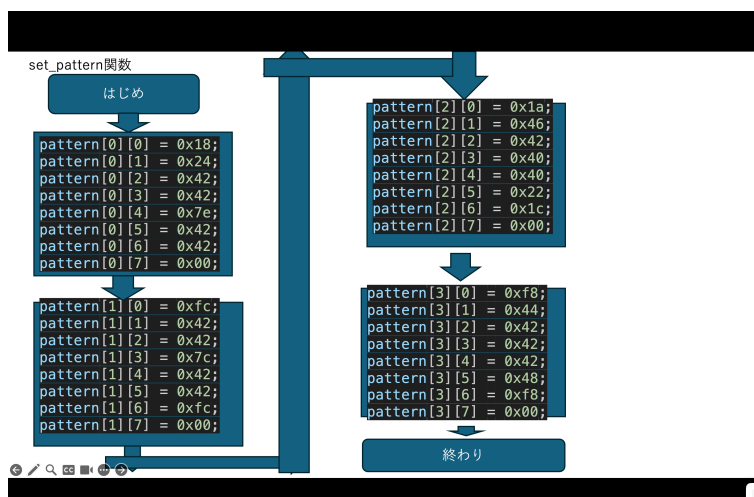 set_pattern関数
はじめ
pattern[0][0] = 0x18;
pattern[0][1] = 0x24;
pattern[0][2] = 0x42;
pattern[0][3] = 0x42;
pattern[0][4] = 0x7e;
pattern[0][5] = 0x42;
pattern[0][6] = 0x42;
pattern[0][7] = 0x00;
pattern[1][0] = 0xfc;
pattern[1][1] = 0x42;
pattern[1][2] = 0x42;
pattern[1][3] = 0x7c;
pattern[1][4] = 0x42;
pattern[1][5] = 0x42;
pattern[1][6] = 0xfc;
pattern[1][7] = 0x00;
pattern[2][0] = 0x1a;
pattern[2][1] = 0x46;
pattern[2][2] = 0x42;
pattern[2][3] = 0x40;
pattern[2][4] = 0x40;
pattern[2][5] = 0x22;
pattern[2][6] = 0x1c;
pattern[2][7] = 0x00;
pattern[3][0] = 0xf8;
pattern[3][1] = 0x44;
pattern[3][2] = 0x42;
pattern[3][3] = 0x42;
pattern[3][4] = 0x42;
pattern[3][5] = 0x48;
pattern[3][6] = 0xf8;
pattern[3][7] = 0x00;
終わり
CC